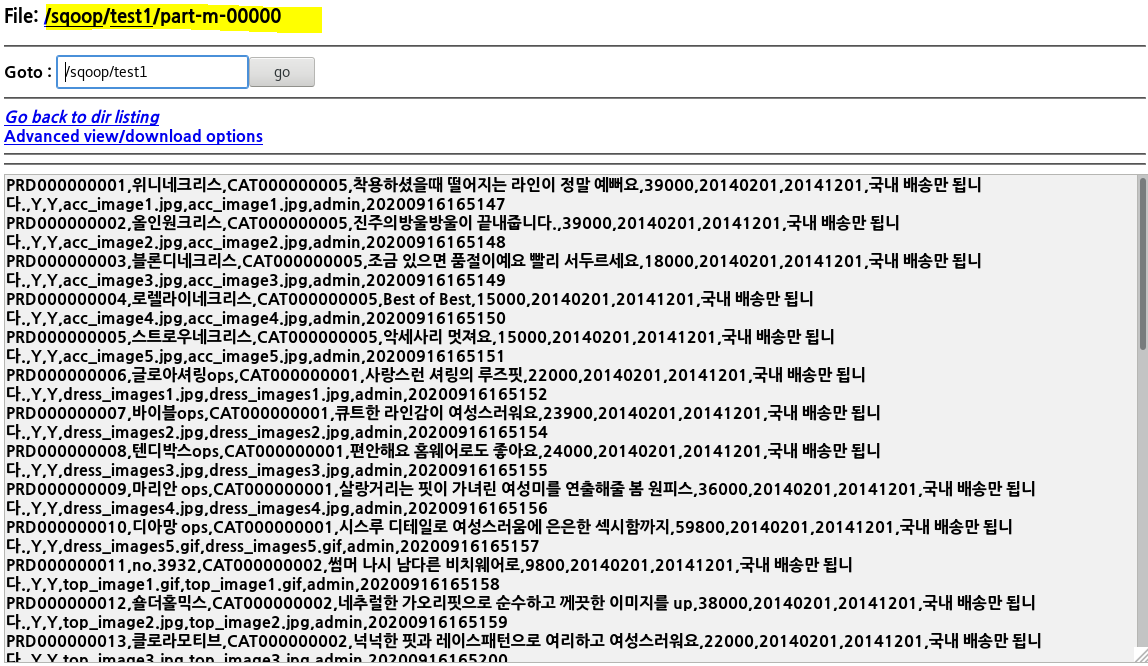 File: /sqoop/test1/part-m-00000
Goto : /sqoop/test1 go
Go back to dir listing
Advanced view/download options
PRD000000001,위니네크리스,CAT000000005,착용하셨을때 떨어지는 라인이 정말 예뻐요,39000,20140201,20141201,국내 배송만 됩니
다.,Y,Y,acc_image1.jpg,acc_image1.jpg,admin,20200916165147
PRD000000002,올인원크리스,CAT000000005,진주의방울방울이 끝내줍니다.,39000,20140201,20141201,국내 배송만 됩니
다.,Y,Y,acc_image2.jpg,acc_image2.jpg,admin,20200916165148
PRD000000003,블론디네크리스,CAT000000005,조금 있으면 품절이예요 빨리 서두르세요,18000,20140201,20141201,국내 배송만 됩니
다.,Y,Y,acc_image3.jpg,acc_image3.jpg,admin,20200916165149
PRD000000004,로렐라이네크리스,CAT000000005,Best of Best,15000,20140201,20141201,국내 배송만 됩니
다.,Y,Y,acc_image4.jpg,acc_image4.jpg,admin,20200916165150
PRD000000005,스트로우네크리스,CAT000000005,악세사리 멋져요,15000,20140201,20141201,국내 배송만 됩니
다.,Y,Y,acc_image5.jpg,acc_image5.jpg,admin,20200916165151
PRD000000006,글로아셔링ops,CAT000000001,사랑스런 셔링의 루즈핏,22000,20140201,20141201,국내 배송만 됩니
다.,Y,Y,dress_images1.jpg,dress_images1.jpg,admin,20200916165152
PRD000000007,바이블ops,CAT000000001,큐트한 라인감이 여성스러워요,23900,20140201,20141201,국내 배송만 됩니
다.,Y,Y,dress_images2.jpg,dress_images2.jpg,admin,20200916165154
PRD000000008,텐디박스ops,CAT000000001,편안해요 홈웨어로도 좋아요,24000,20140201,20141201,국내 배송만 됩니
다.,Y,Y,dress_images3.jpg,dress_images3.jpg,admin,20200916165155
PRD000000009,마리안 ops,CAT000000001,살랑거리는 핏이 가녀린 여성미를 연출해줄 봄 원피스,36000,20140201,20141201,국내 배송만 됩니
다.,Y,Y,dress_images4.jpg,dress_images4.jpg,admin,20200916165156
PRD000000010,디아망 ops,CAT000000001,시스루 디테일로 여성스러움에 은은한 섹시함까지,59800,20140201,20141201,국내 배송만 됩니
다.,Y,Y,dress_images5.gif,dress_images5.gif,admin,20200916165157
PRD000000011,no.3932,CAT000000002,썸머 나시 남다른 비치웨어로,9800,20140201,20141201,국내 배송만 됩니
다.,Y,Y,top_image1.gif,top_image1.gif,admin,20200916165158
PRD000000012,숄더홀믹스,CAT000000002,네추럴한 가오리핏으로 순수하고 께끗한 이미지를 up,38000,20140201,20141201,국내 배송만 됩니
다.,Y,Y,top_image2.jpg,top_image2.jpg,admin,20200916165159
PRD000000013,클로라모티브,CAT000000002,넉넉한 핏과 레이스패턴으로 여리하고 여성스러워요,22000,20140201,20141201,국내 배송만 됩니
다.,Y,Y,top_image3.jpg,top_image3.jpg,admin,20200916165200